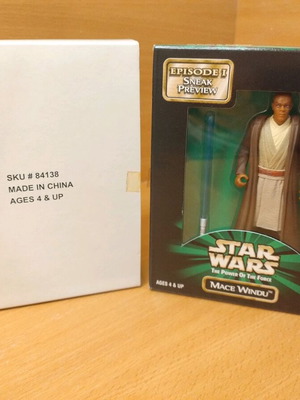 SKU # 84138
MADE IN CHINA
AGES 4 & UP
EPISODE I
SNEAK
PREVIEW
STAR
WARS
THE POWER OF THE FORCE
AGES 4 & UP
MACE WINDU™